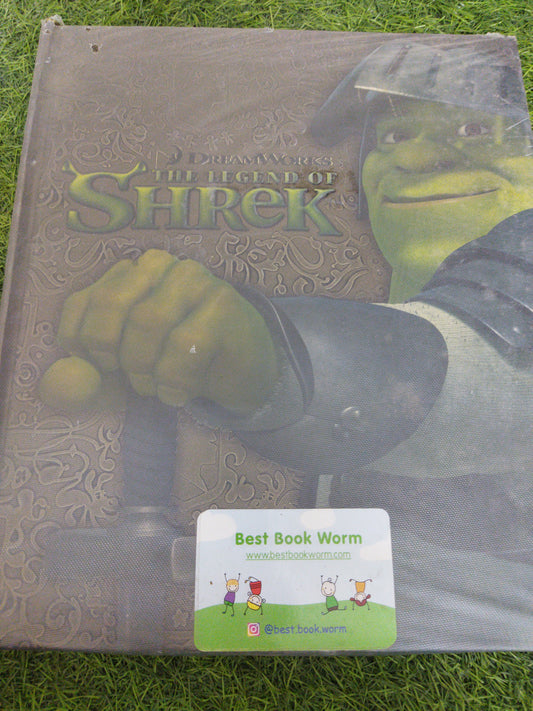 DREAMWORKS
THE LEGEND OF
SHREK
Best Book Worm
www.bestbookworm.com
@best.book.worm